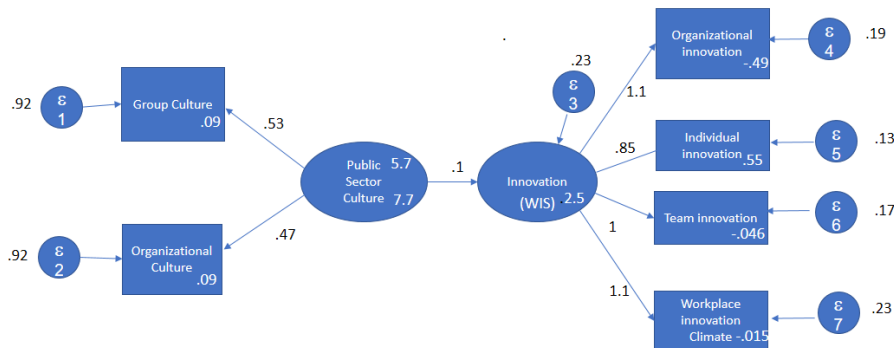 .92
ε
1
Group Culture
.09
.53
.92
ε
2
Organizational
Culture
.09
.47
Public
Sector
Culture
5.7
7.7
.1
.
.23
ε
3
Innovation
(WIS)
.2.5
1.1
Organizational
innovation
-.49
ε
4
.19
.85
Individual
innovation
.55
ε
5
.13
1
Team innovation
-.046
ε
6
.17
1.1
Workplace
innovation
Climate -.015
ε
7
.23